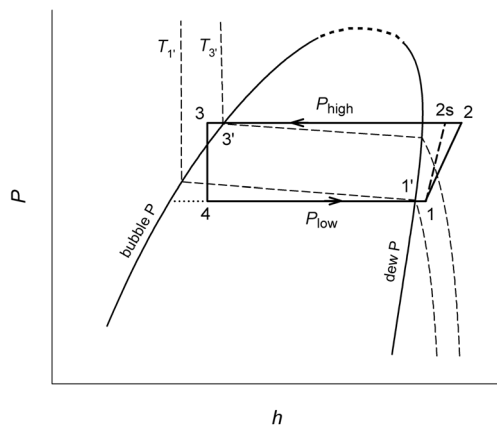 T1' T3'
3 Phigh 2s 2
3'
1'
4 Plow 1
bubble P
dew P
P
h